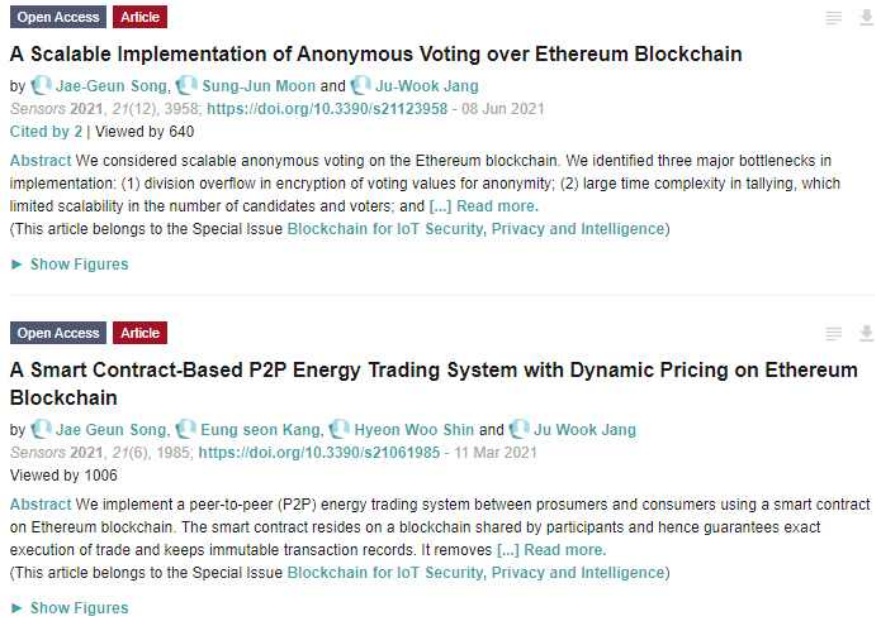 Open Access Article
A Scalable Implementation of Anonymous Voting over Ethereum Blockchain
by Jae-Geun Song, Sung-Jun Moon and Ju-Wook Jang
Sensors 2021, 21(12), 3958; https://doi.org/10.3390/s21123958 - 08 Jun 2021
Cited by 2 | Viewed by 640
Abstract We considered scalable anonymous voting on the Ethereum blockchain. We identified three major bottlenecks in
implementation: (1) division overflow in encryption of voting values for anonymity; (2) large time complexity in tallying, which
limited scalability in the number of candidates and voters; and [...] Read more.
(This article belongs to the Special Issue Blockchain for IoT Security, Privacy and Intelligence)
► Show Figures
Open Access Article
A Smart Contract-Based P2P Energy Trading System with Dynamic Pricing on Ethereum
Blockchain
by Jae Geun Song, Eung seon Kang, Hyeon Woo Shin and Ju Wook Jang
Sensors 2021, 21(6), 1985; https://doi.org/10.3390/s21061985 - 11 Mar 2021
Viewed by 1006
Abstract We implement a peer-to-peer (P2P) energy trading system between prosumers and consumers using a smart contract
on Ethereum blockchain. The smart contract resides on a blockchain shared by participants and hence guarantees exact
execution of trade and keeps immutable transaction records. It removes [...] Read more.
(This article belongs to the Special Issue Blockchain for IoT Security, Privacy and Intelligence)
► Show Figures